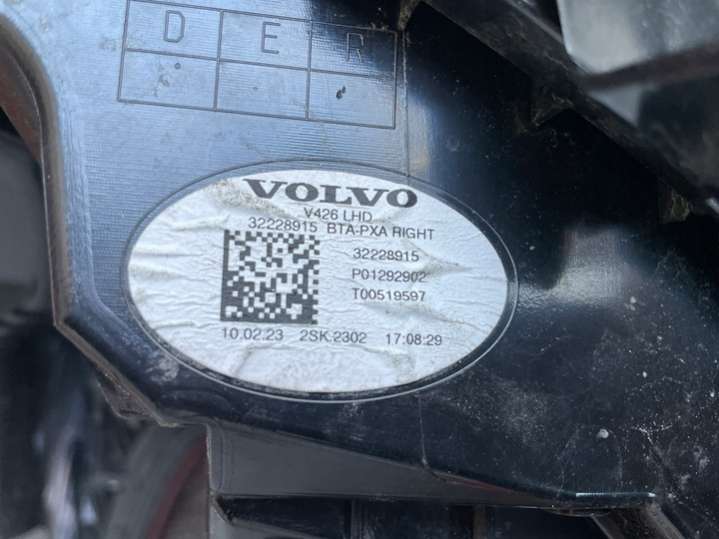 D E R
VOLVO
V426 LHD
32228915 BTA-PXA RIGHT
32228915
P01292902
T00519597
10.02.23 2SK.2302 17:08:29